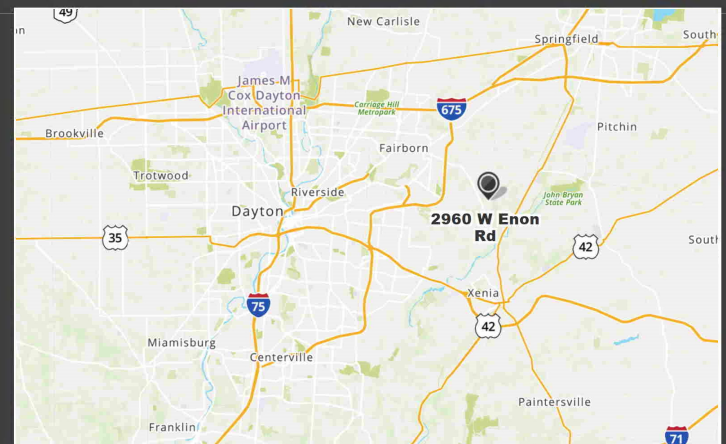 49
New Carlisle
Springfield
South
on
James M
Cox Dayton
International
Airport
Carriage Hill
Metropark
675
Brookville
Pitchin
Fairborn
Trotwood
Riverside
John Bryan
State Park
Dayton
2960 W Enon
Rd
35
42
South
Xenia
75
42
Miamisburg
Centerville
Paintersville
Franklin
71